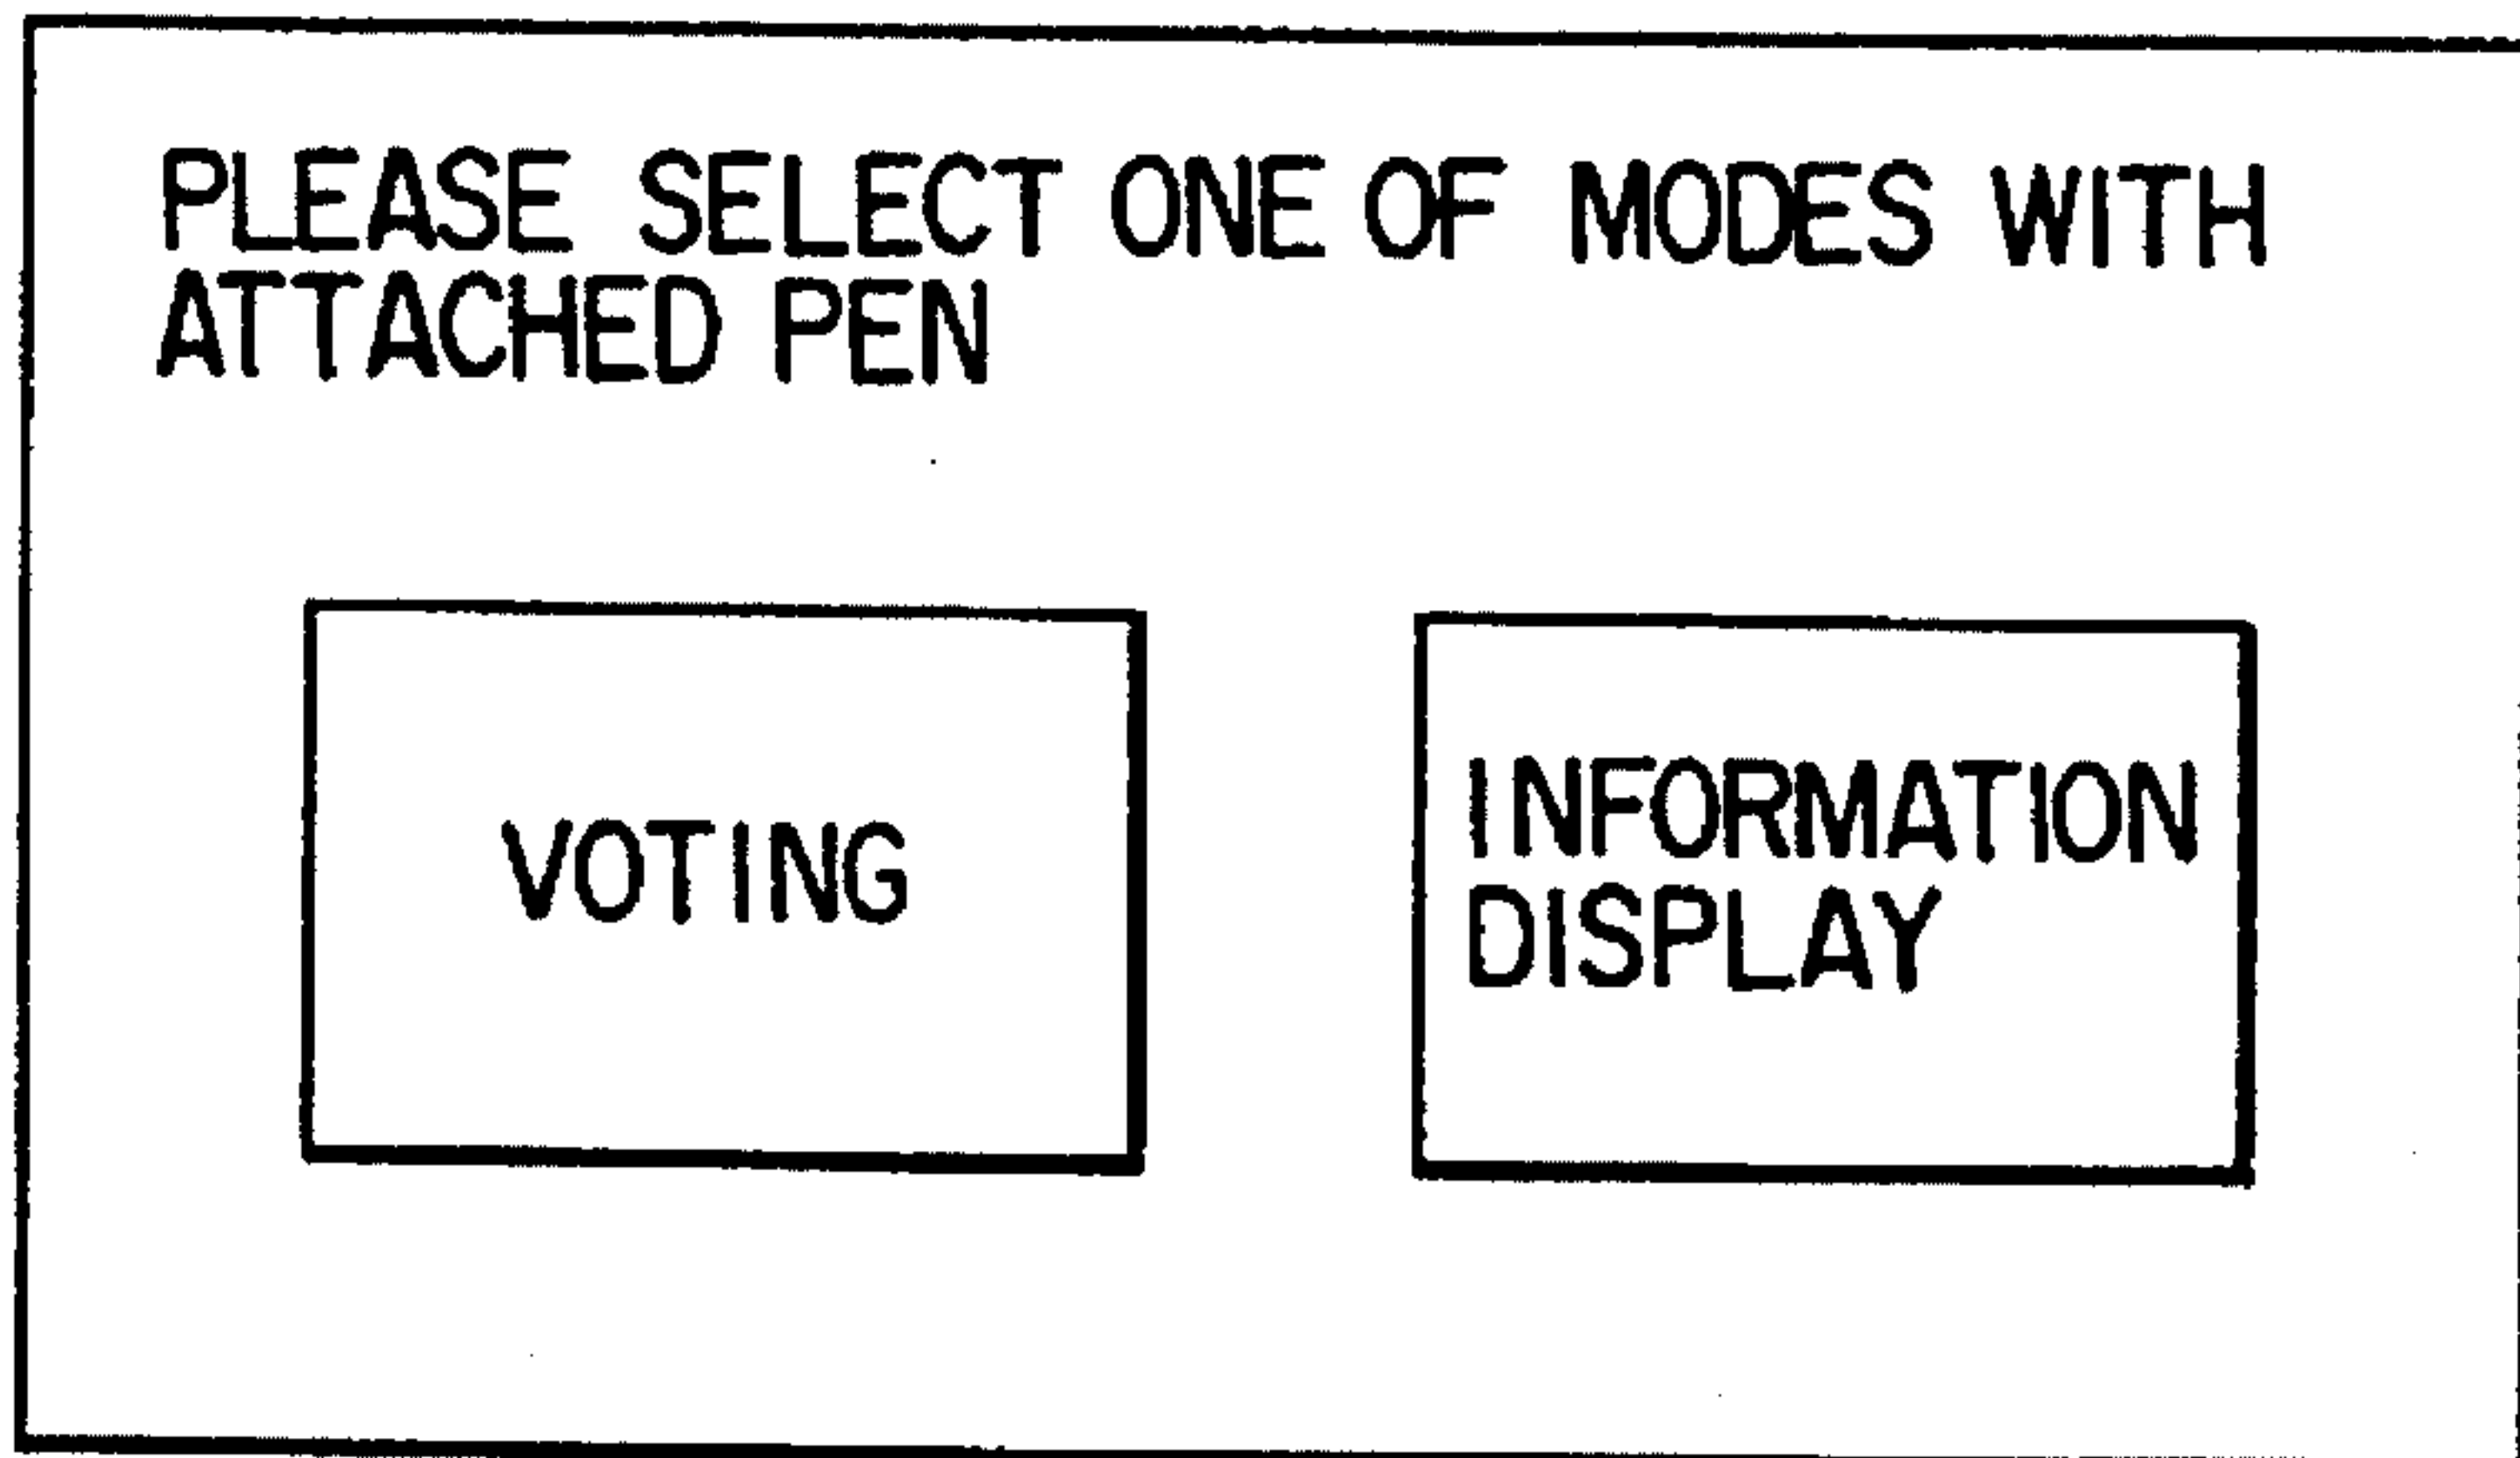 PLEASE SELECT ONE OF MODES WITH
ATTACHED PEN
VOTING
INFORMATION
DISPLAY